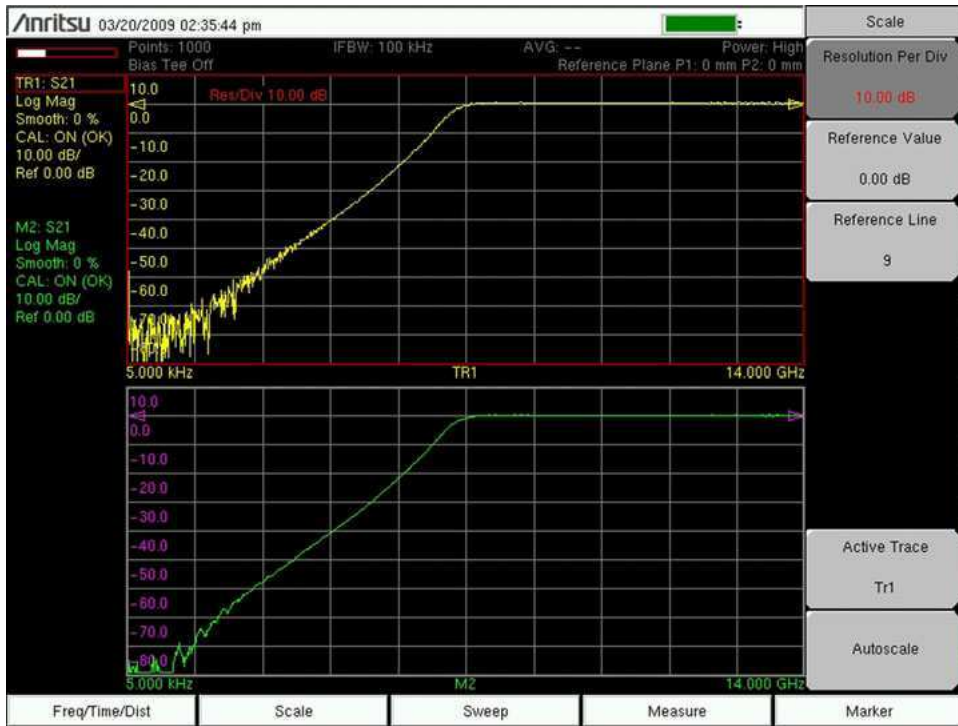 Anritsu 03/20/2009 02:35:44 pm
Scale
Points: 1000 IFBW: 100 kHz AVG: -- Power: High
Bias Tee Off Reference Plane P1: 0 mm P2: 0 mm
TR1: S21
Log Mag
Smooth: 0 %
CAL: ON (OK)
10.00 dB/
Ref 0.00 dB
M2: S21
Log Mag
Smooth: 0 %
CAL: ON (OK)
10.00 dB/
Ref 0.00 dB
Res/Div 10.00 dB
10.0
0.0
-10.0
-20.0
-30.0
-40.0
-50.0
-60.0
-70.0
5.000 kHz TR1 14.000 GHz
10.0
0.0
-10.0
-20.0
-30.0
-40.0
-50.0
-60.0
-70.0
-80.0
5.000 kHz M2 14.000 GHz
Resolution Per Div
10.00 dB
Reference Value
0.00 dB
Reference Line
9
Active Trace
Tr1
Autoscale
Freq/Time/Dist Scale Sweep Measure Marker